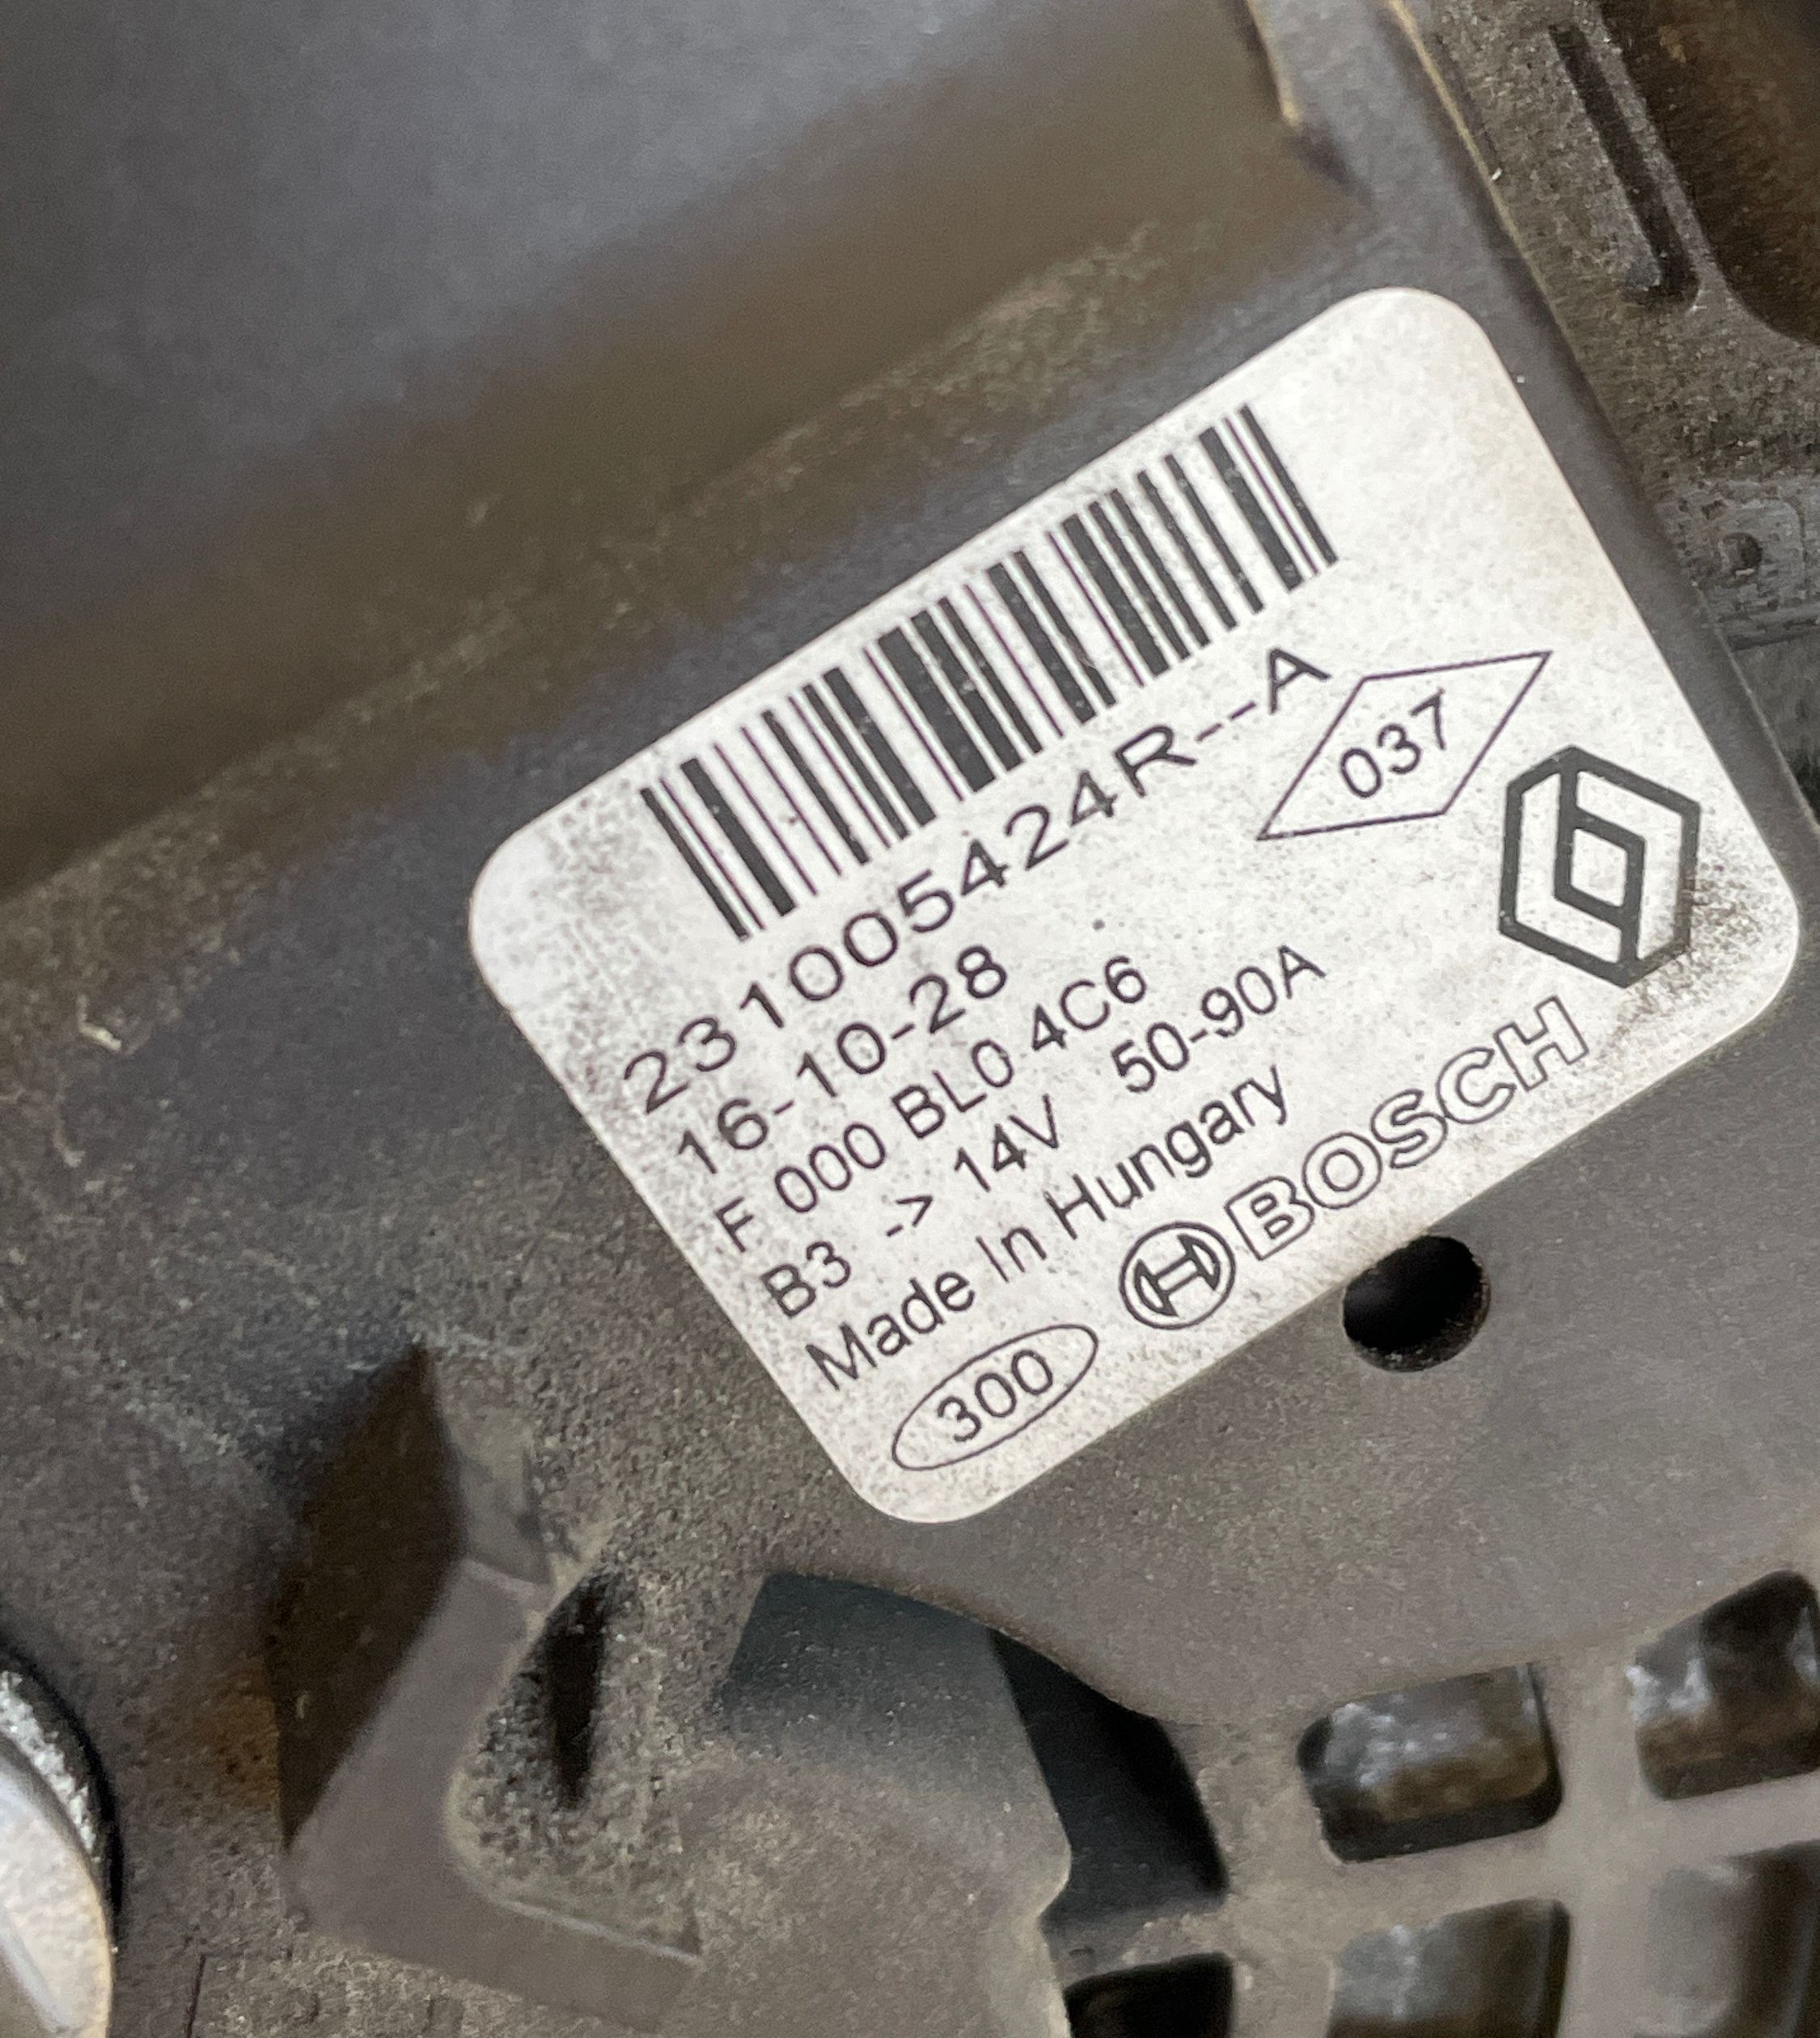 231005424R--A
037
16-10-28
F 000 BL0 4C6
B3 -> 14V 50-90A
Made In Hungary
300
BOSCH